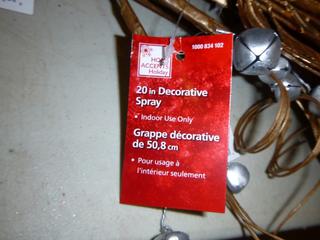 1000 834 102
HOME
ACCENTS
Holiday
20 in Decorative
Spray
• Indoor Use Only
Grappe décorative
de 50,8 cm
• Pour usage à
l'intérieur seulement